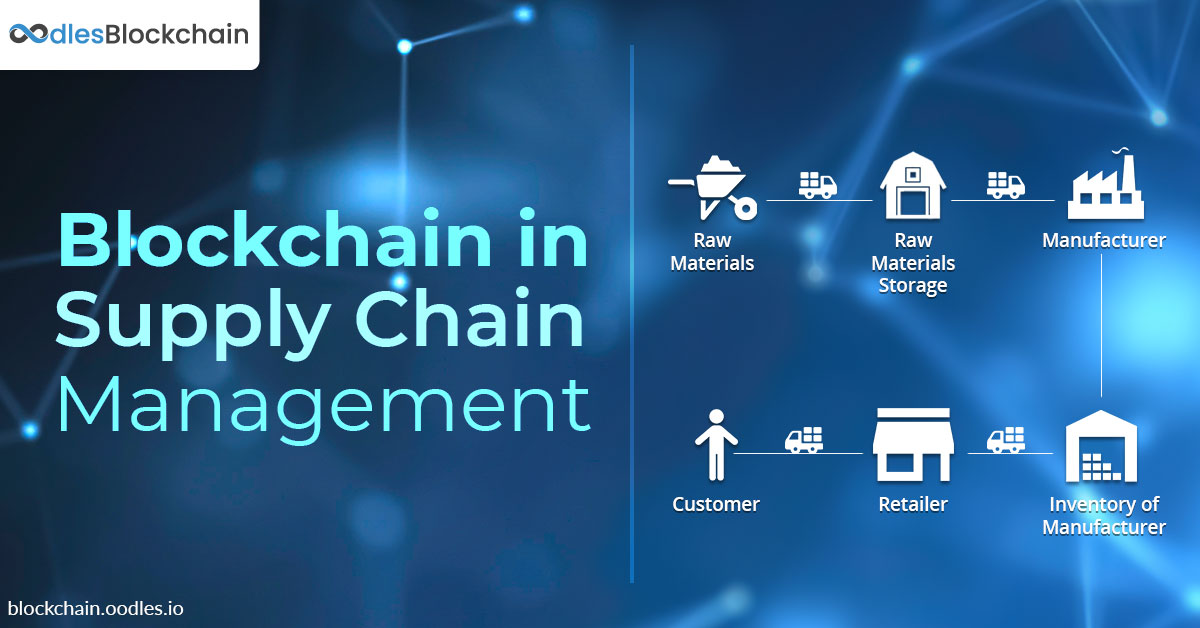 oodlesBlockchain
Blockchain in
Supply Chain
Management
Raw
Materials
Raw
Materials
Storage
Manufacturer
Customer
Retailer
Inventory of
Manufacturer
blockchain.oodles.io